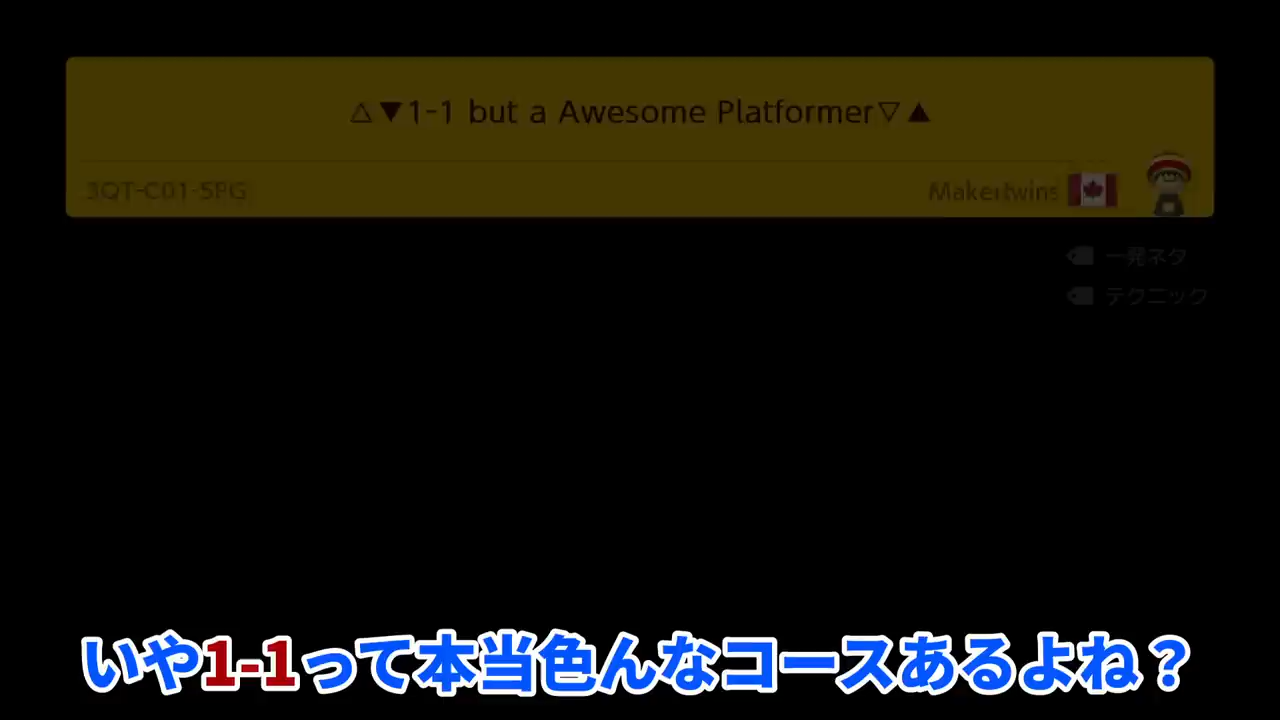 △▼1-1 but a Awesome Platformer▽▲
3QT-C01-5PG
Makertwins
一発ネタ
テクニック
いや1-1って本当色んなコースあるよね？